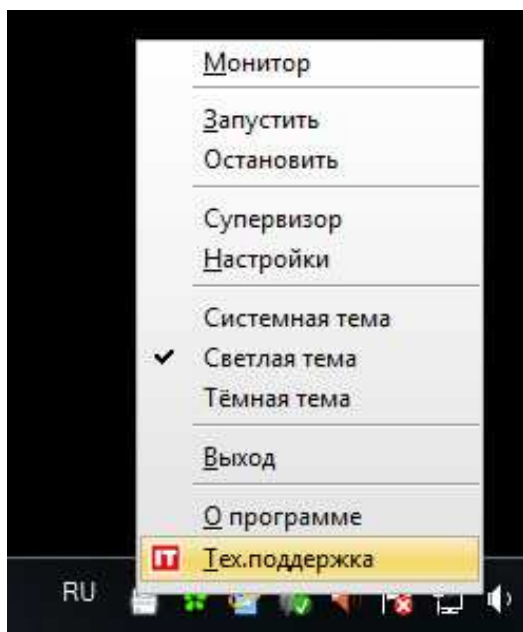 Монитор
Запустить
Остановить
Супервизор
Настройки
Системная тема
Светлая тема
Тёмная тема
Выход
О программе
IT Тех.поддержка
RU